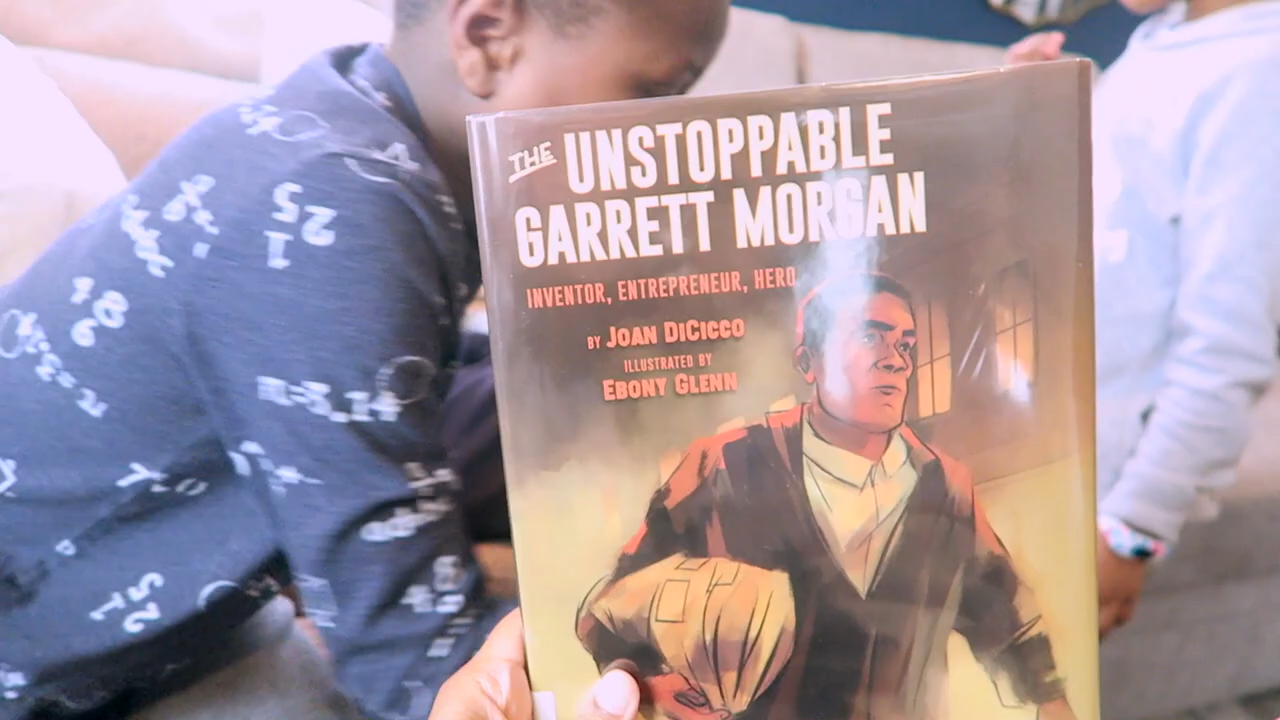 THE UNSTOPPABLE
GARRETT MORGAN
INVENTOR, ENTREPRENEUR, HERO
BY JOAN DICICCO
ILLUSTRATED BY
EBONY GLENN